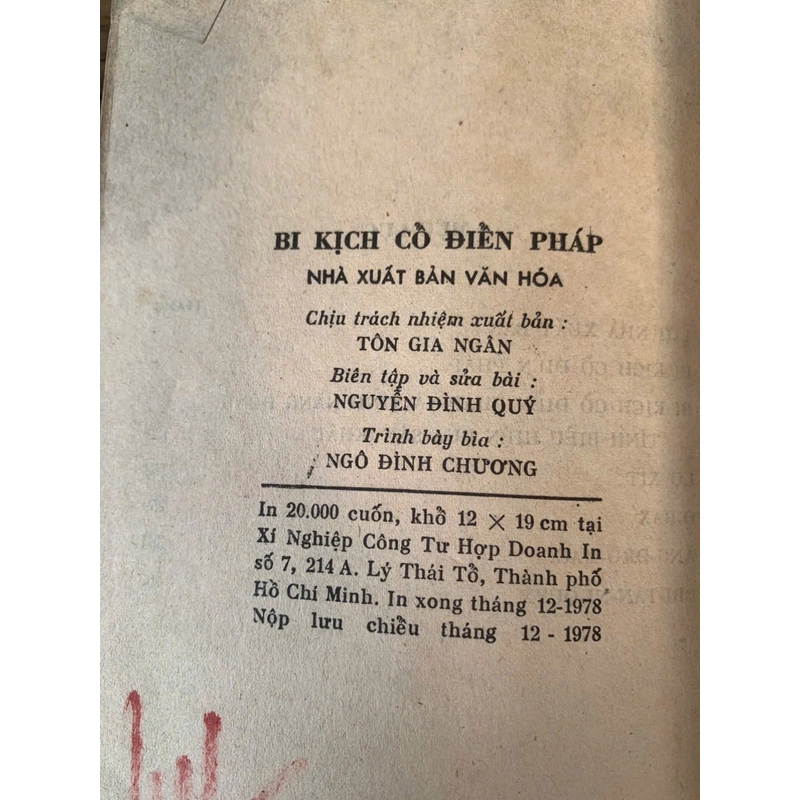 BI KỊCH CỔ ĐIỂN PHÁP
NHÀ XUẤT BẢN VĂN HÓA
Chịu trách nhiệm xuất bản :
TÔN GIA NGÂN
Biên tập và sửa bài :
NGUYỄN ĐÌNH QUÝ
Trình bày bìa :
NGÔ ĐÌNH CHƯƠNG
In 20.000 cuốn, khổ 12 × 19 cm tại
Xí Nghiệp Công Tư Hợp Doanh In
số 7, 214 A. Lý Thái Tổ, Thành phố
Hồ Chí Minh. In xong tháng 12-1978
Nộp lưu chiểu tháng 12 - 1978